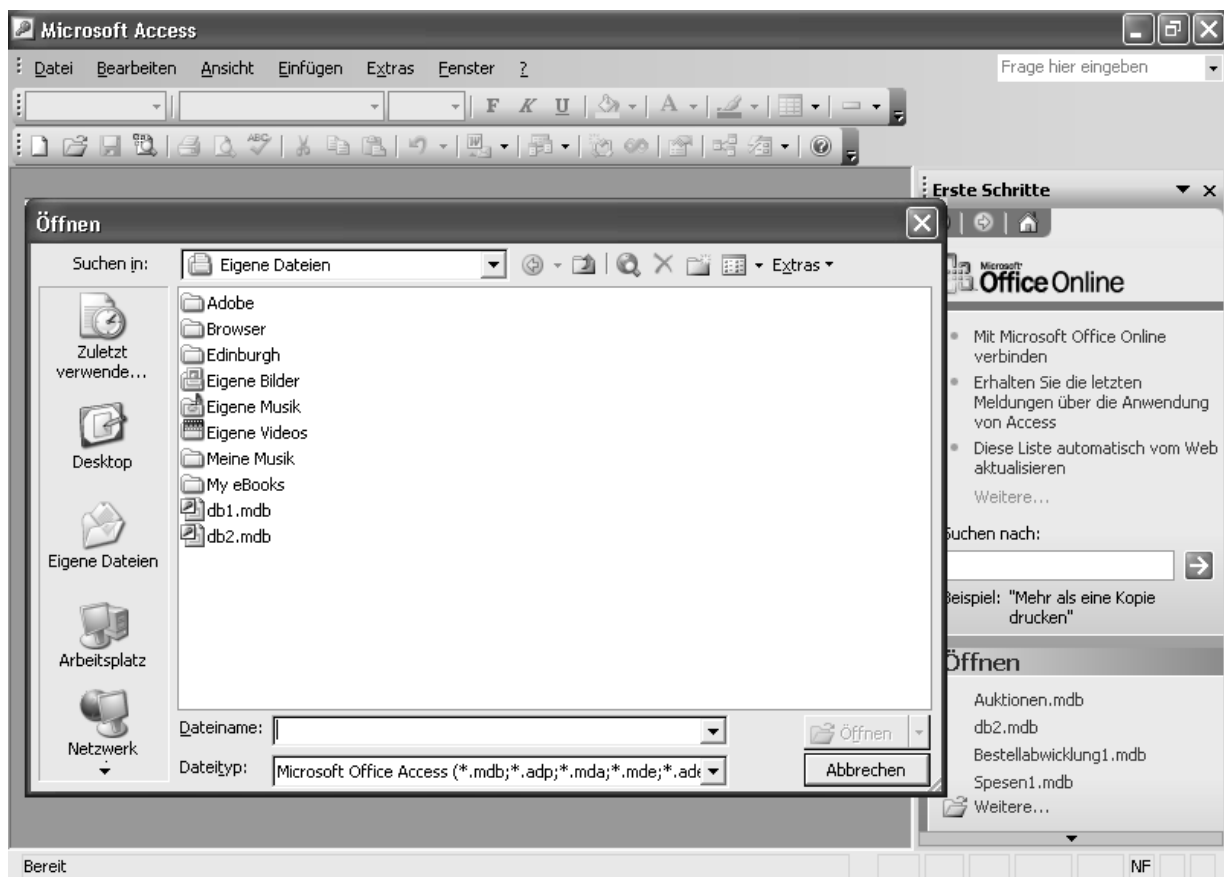 Microsoft Access
Datei Bearbeiten Ansicht Einfügen Extras Fenster ?
Frage hier eingeben
F K U A
ABC
W
Erste Schritte
Öffnen
Suchen in: Eigene Dateien Extras
Microsoft
Office Online
Adobe
Browser
Edinburgh
Eigene Bilder
Eigene Musik
Eigene Videos
Meine Musik
My eBooks
db1.mdb
db2.mdb
Zuletzt
verwende...
Desktop
Eigene Dateien
Arbeitsplatz
Netzwerk
Dateiname:
Öffnen
Dateityp: Microsoft Office Access (*.mdb;*.adp;*.mda;*.mde;*.ade
Abbrechen
Mit Microsoft Office Online
verbinden
Erhalten Sie die letzten
Meldungen über die Anwendung
von Access
Diese Liste automatisch vom Web
aktualisieren
Weitere...
Suchen nach:
Beispiel: "Mehr als eine Kopie
drucken"
Öffnen
Auktionen.mdb
db2.mdb
Bestellabwicklung1.mdb
Spesen1.mdb
Weitere...
Bereit
NF